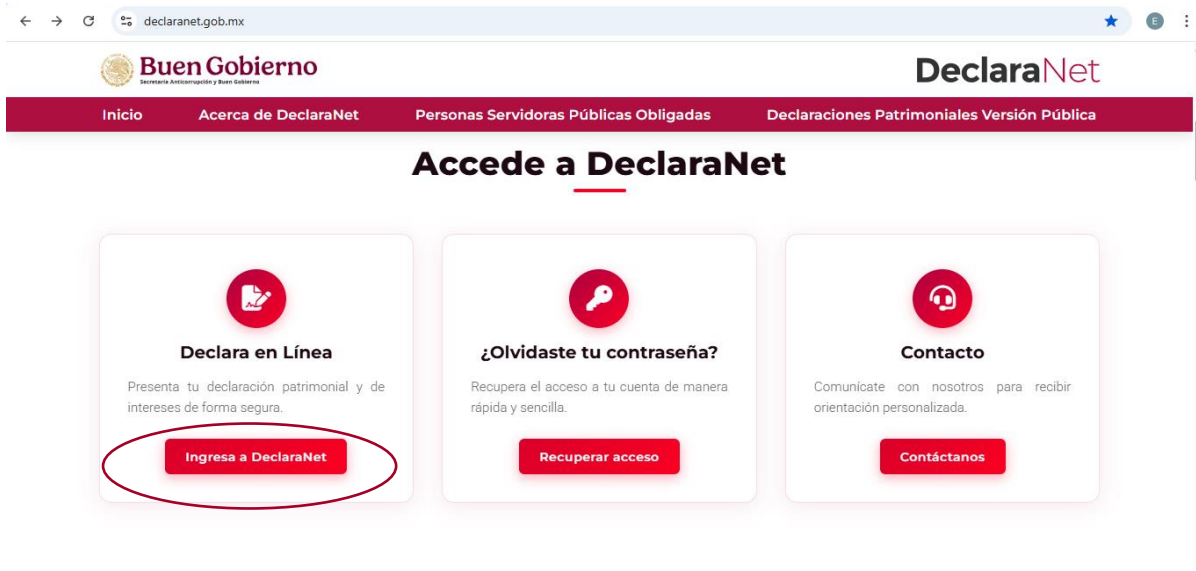 declaranet.gob.mx
E
Buen Gobierno
Secretaría Anticorrupción y Buen Gobierno
DeclaraNet
Inicio
Acerca de DeclaraNet
Personas Servidoras Públicas Obligadas
Declaraciones Patrimoniales Versión Pública
Accede a DeclaraNet
Declara en Línea
Presenta tu declaración patrimonial y de
intereses de forma segura.
Ingresa a DeclaraNet
¿Olvidaste tu contraseña?
Recupera el acceso a tu cuenta de manera
rápida y sencilla.
Recuperar acceso
Contacto
Comunícate con nosotros para recibir
orientación personalizada.
Contáctanos